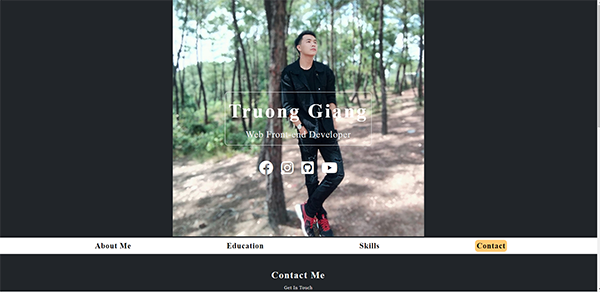 Truong Giang
Web Front-end Developer
About Me
Education
Skills
Contact
Contact Me
Get In Touch